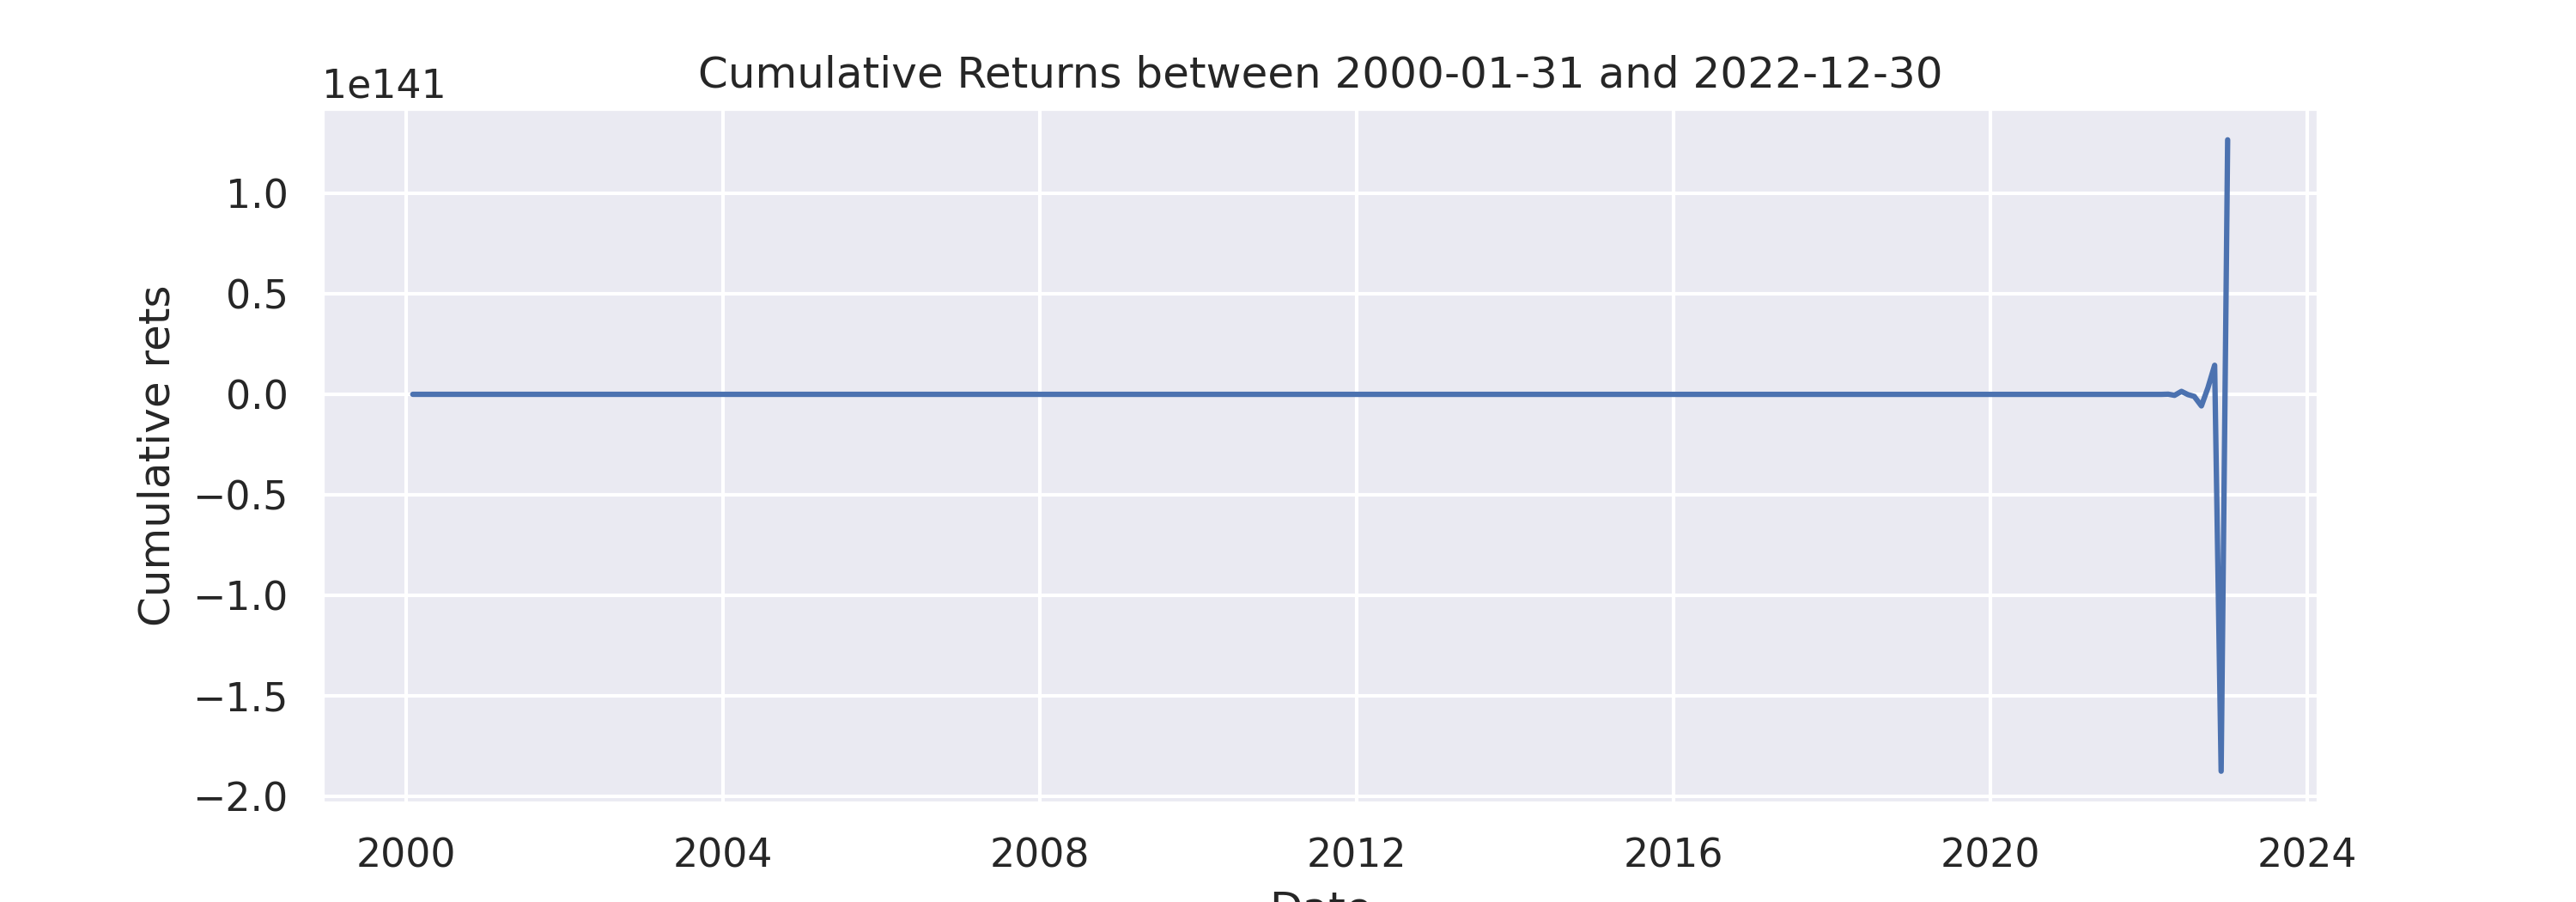 Cumulative Returns between 2000-01-31 and 2022-12-30
1e141
1.0
0.5
0.0
−0.5
−1.0
−1.5
−2.0
Cumulative rets
2000 2004 2008 2012 2016 2020 2024
Date